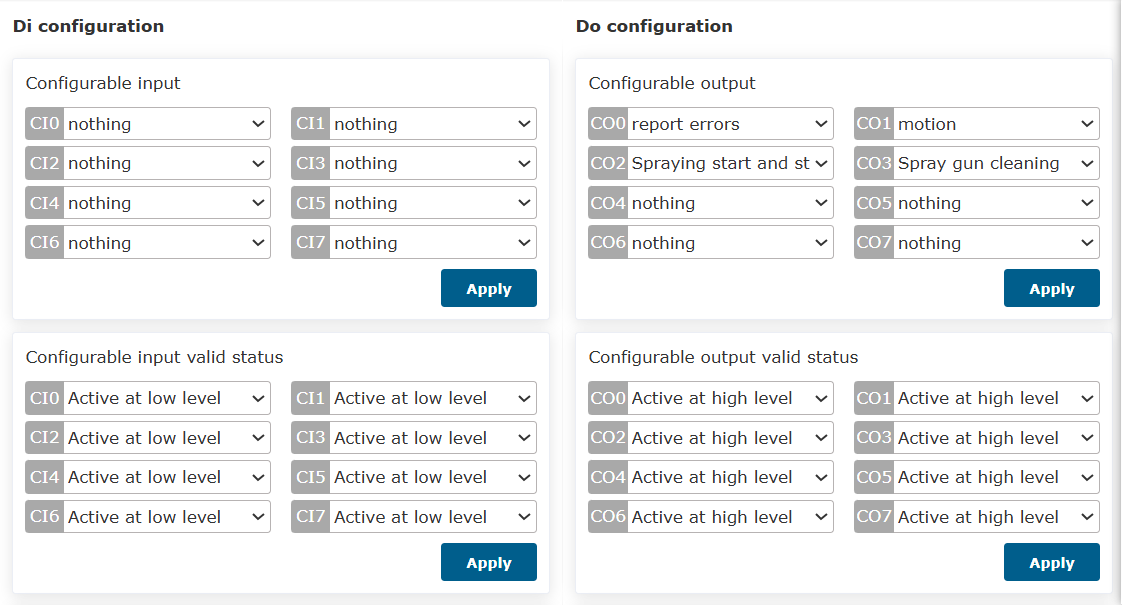 Di configuration
Configurable input
CI0 nothing
CI1 nothing
CI2 nothing
CI3 nothing
CI4 nothing
CI5 nothing
CI6 nothing
CI7 nothing
Apply
Configurable input valid status
CI0 Active at low level
CI1 Active at low level
CI2 Active at low level
CI3 Active at low level
CI4 Active at low level
CI5 Active at low level
CI6 Active at low level
CI7 Active at low level
Apply
Do configuration
Configurable output
CO0 report errors
CO1 motion
CO2 Spraying start and st
CO3 Spray gun cleaning
CO4 nothing
CO5 nothing
CO6 nothing
CO7 nothing
Apply
Configurable output valid status
CO0 Active at high level
CO1 Active at high level
CO2 Active at high level
CO3 Active at high level
CO4 Active at high level
CO5 Active at high level
CO6 Active at high level
CO7 Active at high level
Apply